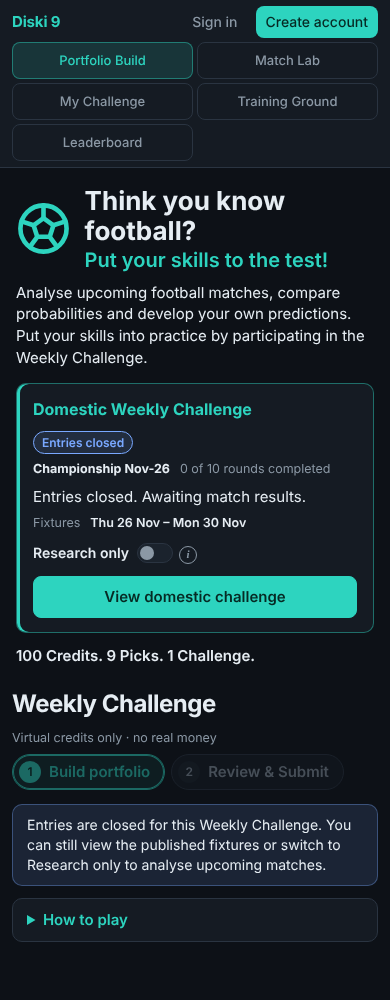 Diski 9
Sign in
Create account
Portfolio Build
Match Lab
My Challenge
Training Ground
Leaderboard
Think you know
football?
Put your skills to the test!
Analyse upcoming football matches, compare
probabilities and develop your own predictions.
Put your skills into practice by participating in the
Weekly Challenge.
Domestic Weekly Challenge
Entries closed
Championship Nov-26 0 of 10 rounds completed
Entries closed. Awaiting match results.
Fixtures Thu 26 Nov – Mon 30 Nov
Research only i
View domestic challenge
100 Credits. 9 Picks. 1 Challenge.
Weekly Challenge
Virtual credits only · no real money
1 Build portfolio
2 Review & Submit
Entries are closed for this Weekly Challenge. You
can still view the published fixtures or switch to
Research only to analyse upcoming matches.
How to play